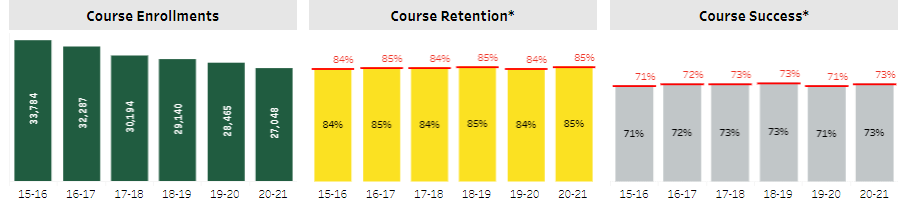 Course Enrollments
33,784
32,287
30,194
29,140
28,465
27,048
15-16 16-17 17-18 18-19 19-20 20-21
Course Retention*
84% 85% 84% 85% 84% 85%
84% 85% 84% 85% 84% 85%
15-16 16-17 17-18 18-19 19-20 20-21
Course Success*
71% 72% 73% 73% 71% 73%
71% 72% 73% 73% 71% 73%
15-16 16-17 17-18 18-19 19-20 20-21